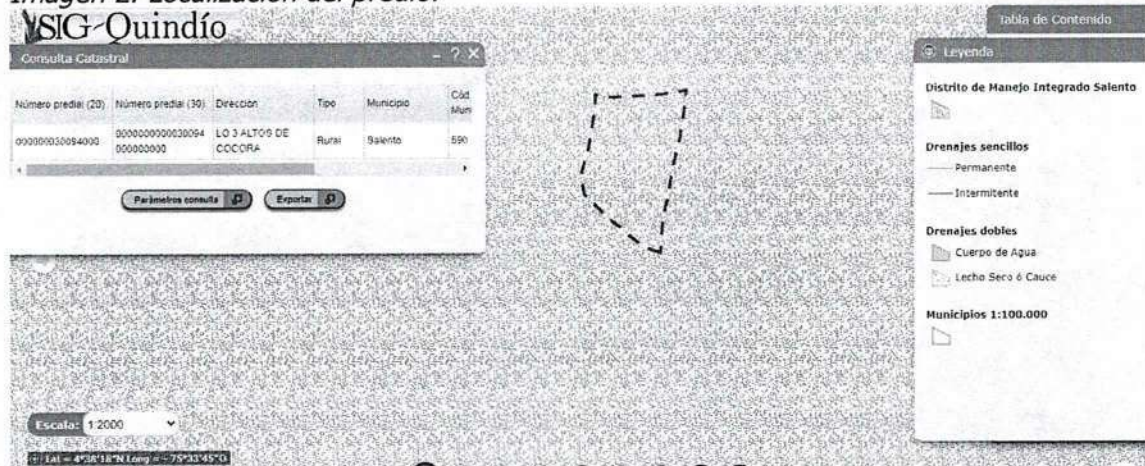 Imagen 2. Localización del predio.
SIG-Quindío
Consulta Catastral
Número predial (20) Número predial (30) Dirección Tipo Municipio Cód Mun
000000030094000 0000000000030094 000000000 LO 3 ALTOS DE COCORA Rural Salento 690
Parámetros consulta Exportar
Escala: 1:2000
Lat = 4°38'18"N Long = -75°33'45"O
Tabla de Contenido
Leyenda
Distrito de Manejo Integrado Salento
Drenajes sencillos
Permanente
Intermitente
Drenajes dobles
Cuerpo de Agua
Lecho Seco ó Cauce
Municipios 1:100.000